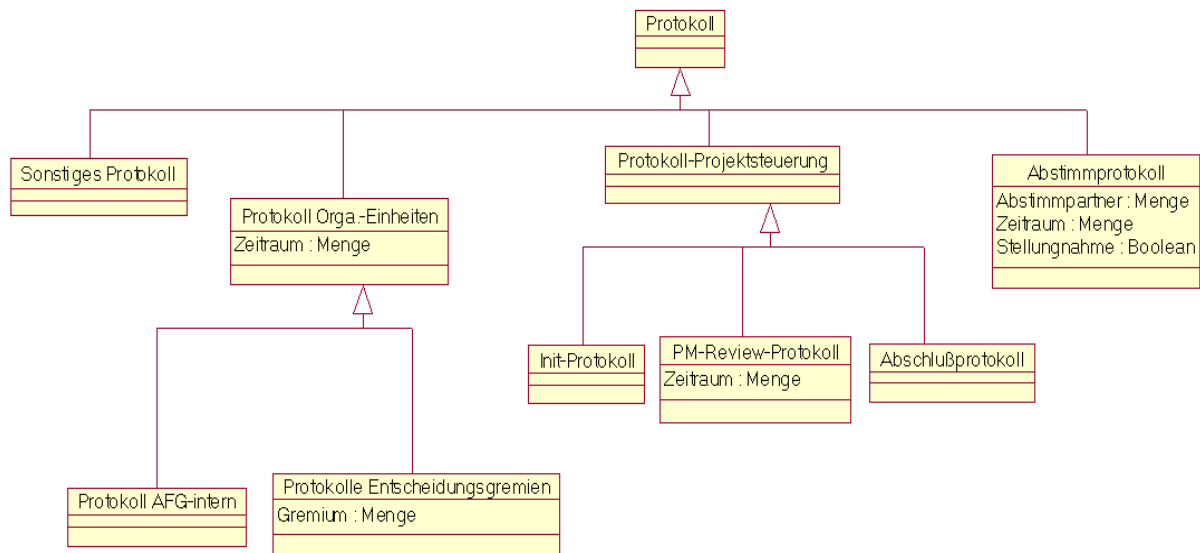 Protokoll
Sonstiges Protokoll
Protokoll Orga.-Einheiten
Zeitraum : Menge
Protokoll-Projektsteuerung
Abstimmprotokoll
Abstimmpartner : Menge
Zeitraum : Menge
Stellungnahme : Boolean
Init-Protokoll
PM-Review-Protokoll
Zeitraum : Menge
Abschlußprotokoll
Protokoll AFG-intern
Protokolle Entscheidungsgremien
Gremium : Menge